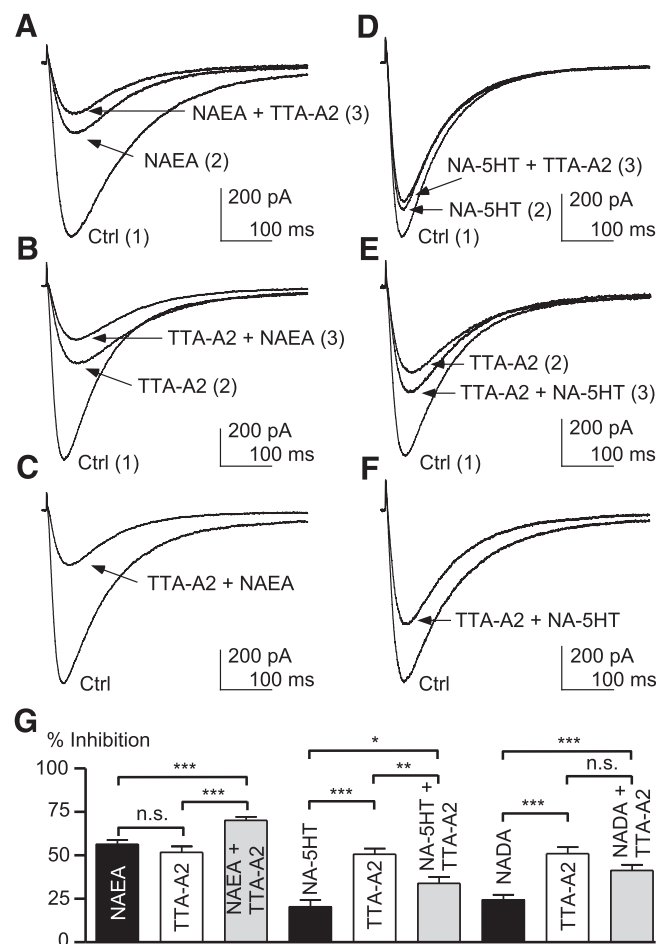 A
NAEA + TTA-A2 (3)
NAEA (2)
Ctrl (1)
200 pA
100 ms
B
TTA-A2 + NAEA (3)
TTA-A2 (2)
Ctrl (1)
200 pA
100 ms
C
TTA-A2 + NAEA
Ctrl
200 pA
100 ms
D
NA-5HT + TTA-A2 (3)
NA-5HT (2)
Ctrl (1)
200 pA
100 ms
E
TTA-A2 (2)
TTA-A2 + NA-5HT (3)
Ctrl (1)
200 pA
100 ms
F
TTA-A2 + NA-5HT
Ctrl
200 pA
100 ms
G
% Inhibition
100
75
50
25
0
***
***
n.s.
NAEA
TTA-A2
NAEA +
TTA-A2
*
**
***
NA-5HT
TTA-A2
NA-5HT +
TTA-A2
***
n.s.
***
NADA
TTA-A2
NADA +
TTA-A2